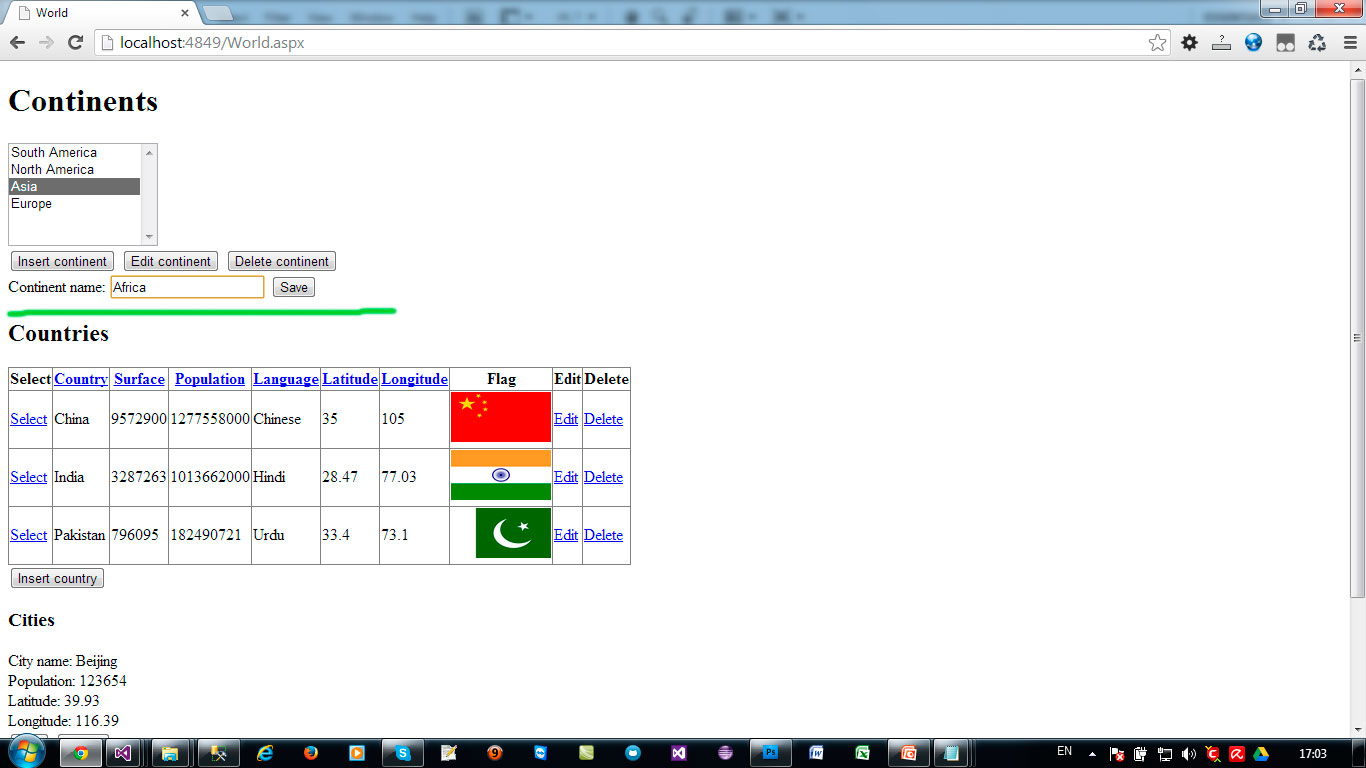 World
localhost:4849/World.aspx
Continents
South America
North America
Asia
Europe
Insert continent Edit continent Delete continent
Continent name: Africa Save
Countries
Select Country Surface Population Language Latitude Longitude Flag Edit Delete
Select China 9572900 1277558000 Chinese 35 105 Edit Delete
Select India 3287263 1013662000 Hindi 28.47 77.03 Edit Delete
Select Pakistan 796095 182490721 Urdu 33.4 73.1 Edit Delete
Insert country
Cities
City name: Beijing
Population: 123654
Latitude: 39.93
Longitude: 116.39
EN 17:03